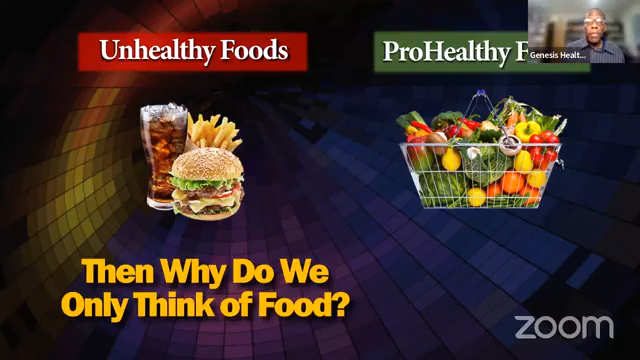 Unhealthy Foods
ProHealthy F
Genesis Healt...
Then Why Do We
Only Think of Food?
zoom